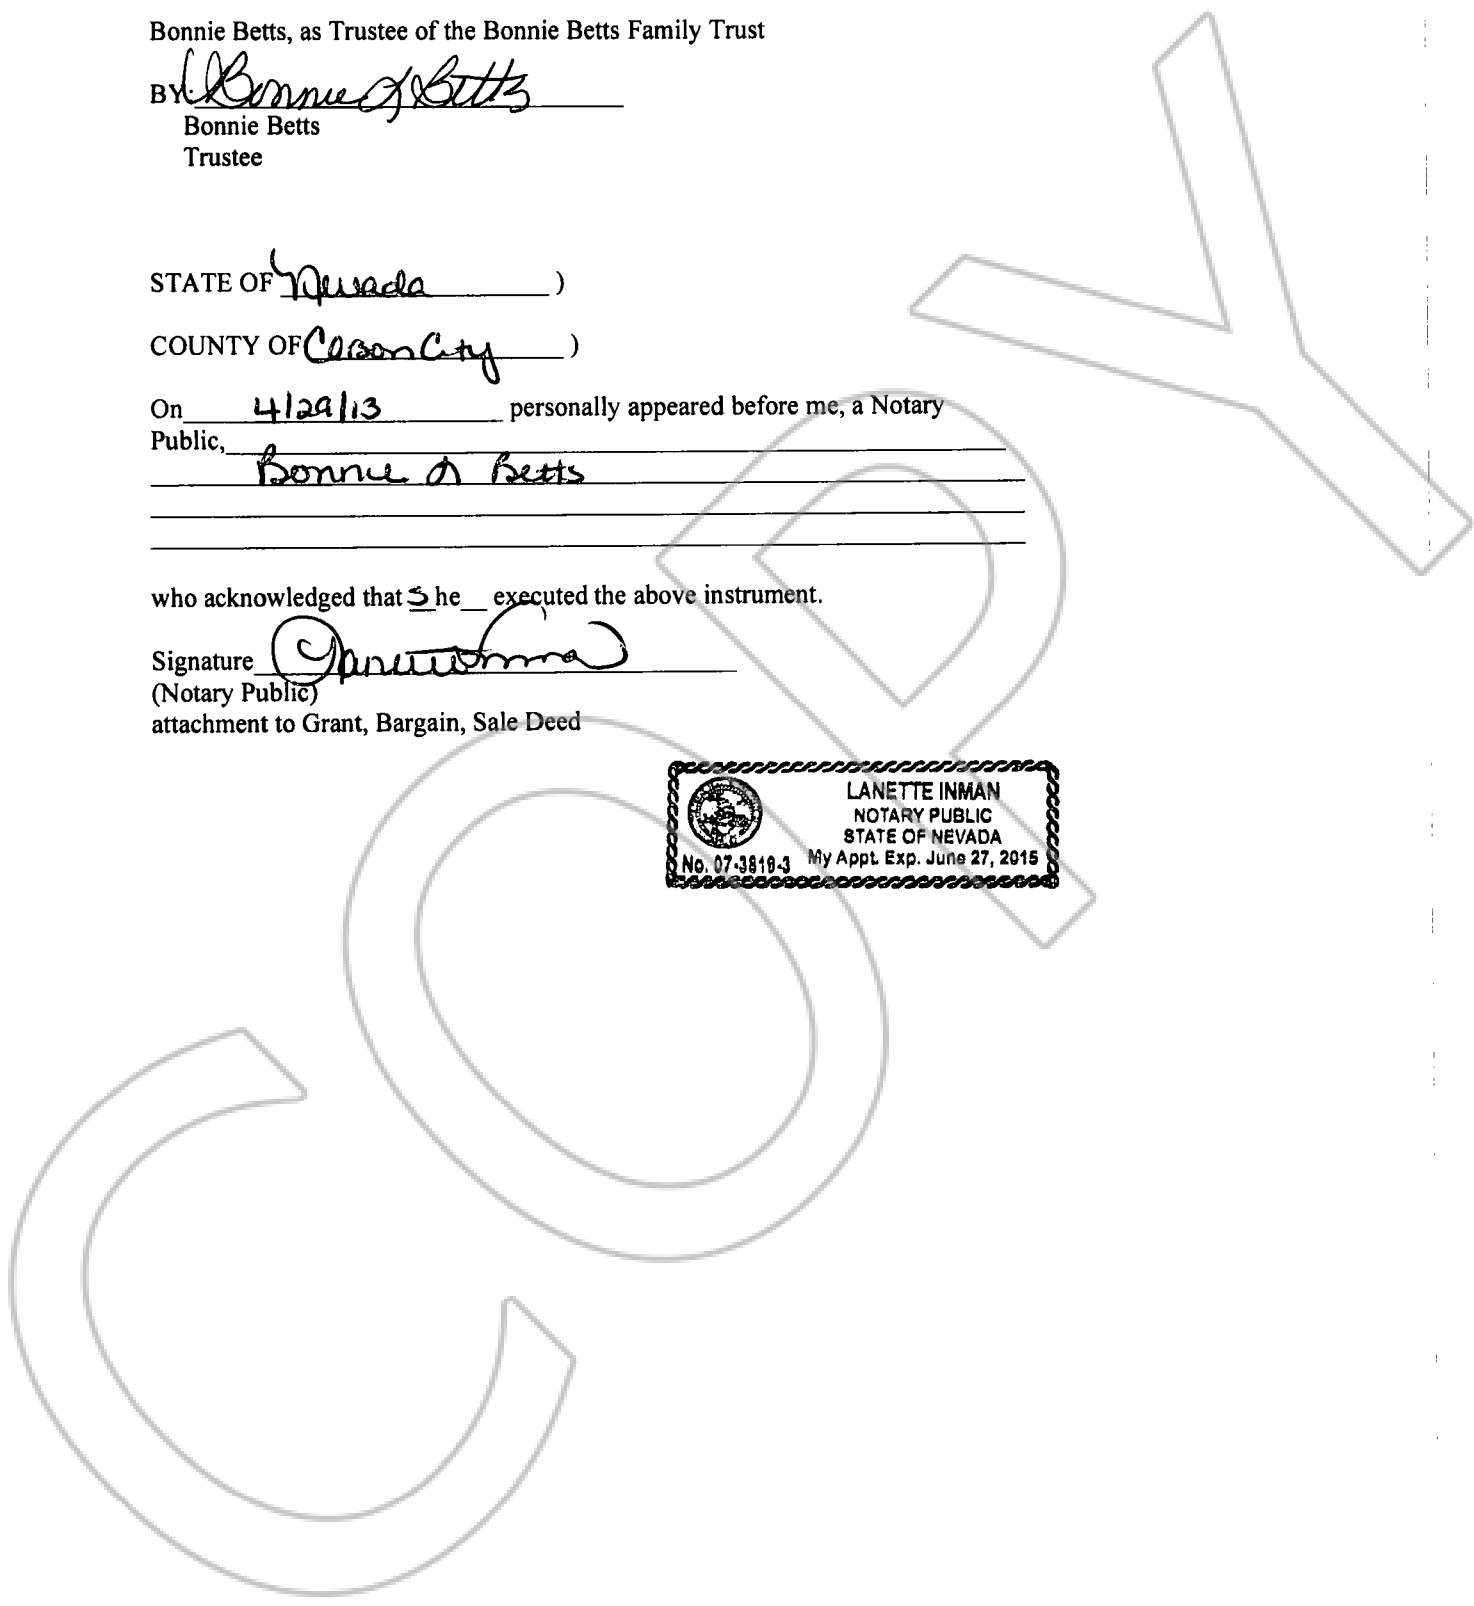 Bonnie Betts, as Trustee of the Bonnie Betts Family Trust
BY: Bonnie J Betts
Bonnie Betts
Trustee
STATE OF Nevada )
COUNTY OF Carson City )
On 4/29/13 personally appeared before me, a Notary
Public,
Bonnie J Betts
who acknowledged that S he__ executed the above instrument.
Signature
(Notary Public)
attachment to Grant, Bargain, Sale Deed
LANETTE INMAN
NOTARY PUBLIC
STATE OF NEVADA
No. 07-3819-3 My Appt. Exp. June 27, 2015
COPY